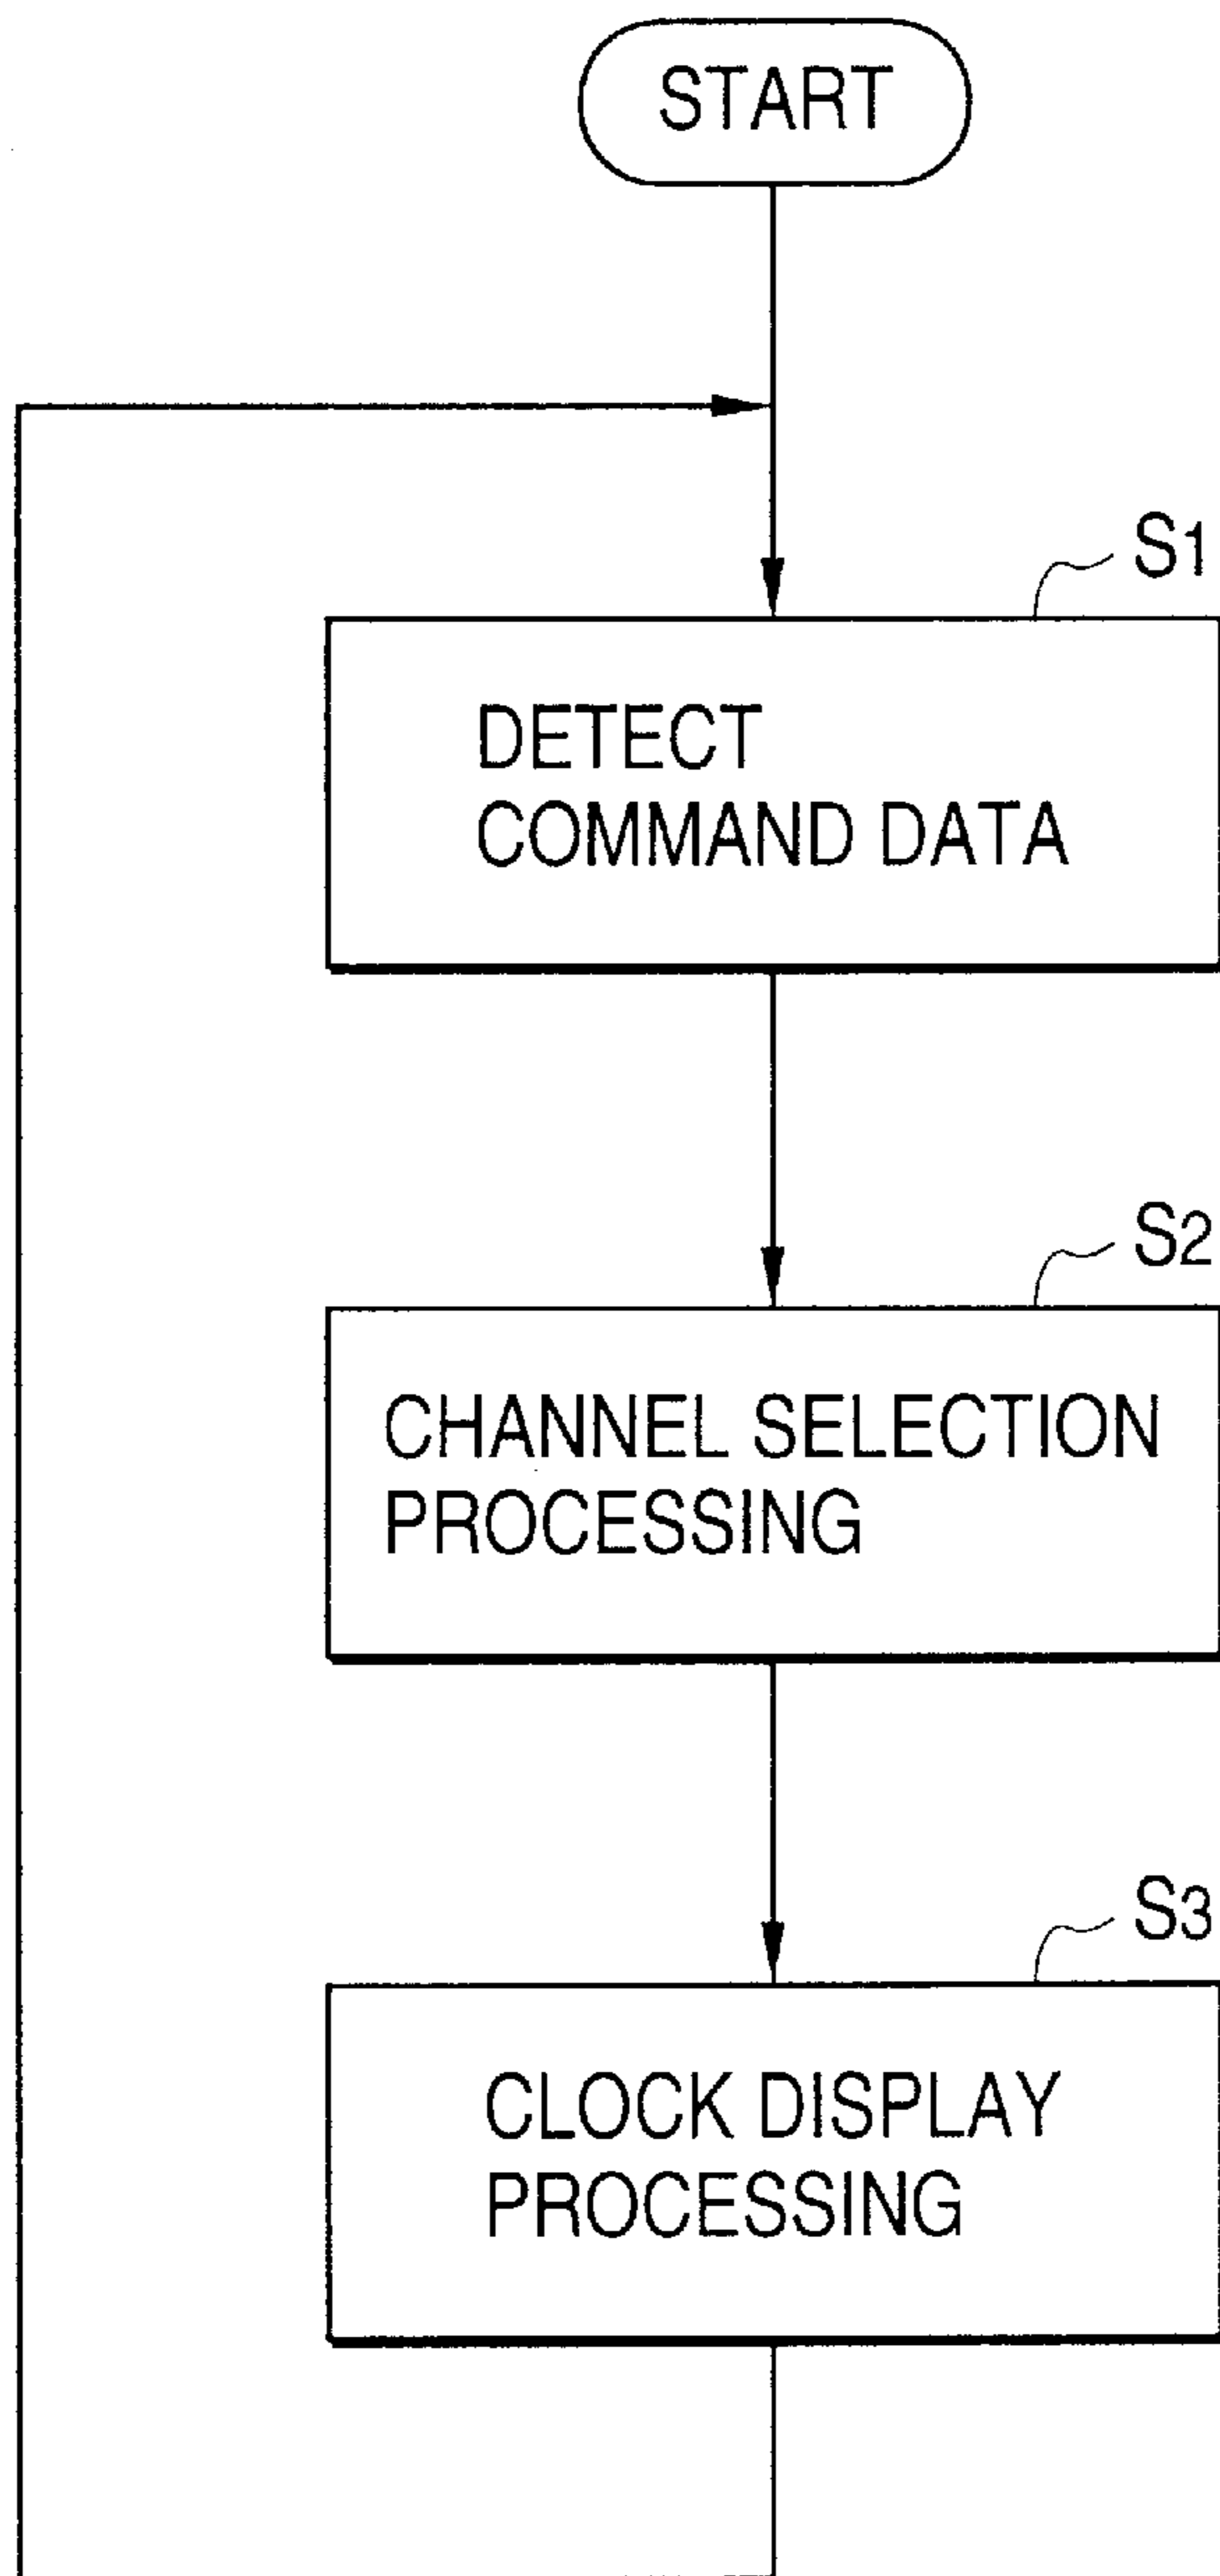 START
S1
DETECT
COMMAND DATA
S2
CHANNEL SELECTION
PROCESSING
S3
CLOCK DISPLAY
PROCESSING